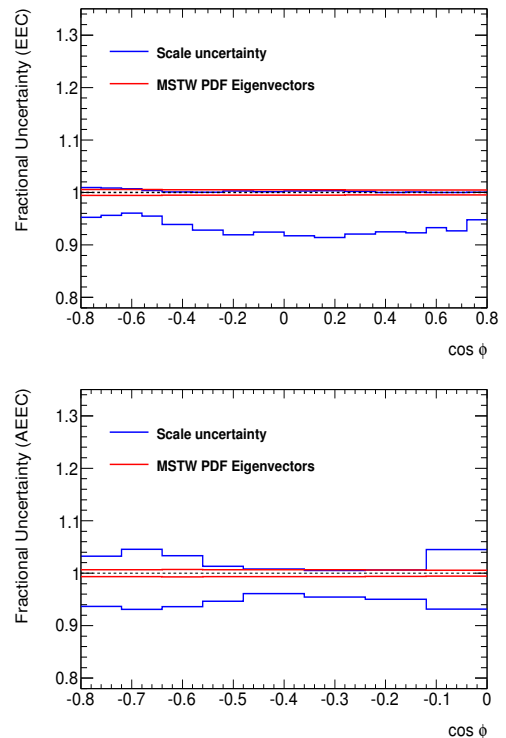 Fractional Uncertainty (EEC)
1.3
1.2
1.1
1
0.9
0.8
Scale uncertainty
MSTW PDF Eigenvectors
-0.8 -0.6 -0.4 -0.2 0 0.2 0.4 0.6 0.8
cos ϕ
Fractional Uncertainty (AEEC)
1.3
1.2
1.1
1
0.9
0.8
Scale uncertainty
MSTW PDF Eigenvectors
-0.8 -0.7 -0.6 -0.5 -0.4 -0.3 -0.2 -0.1 0
cos ϕ